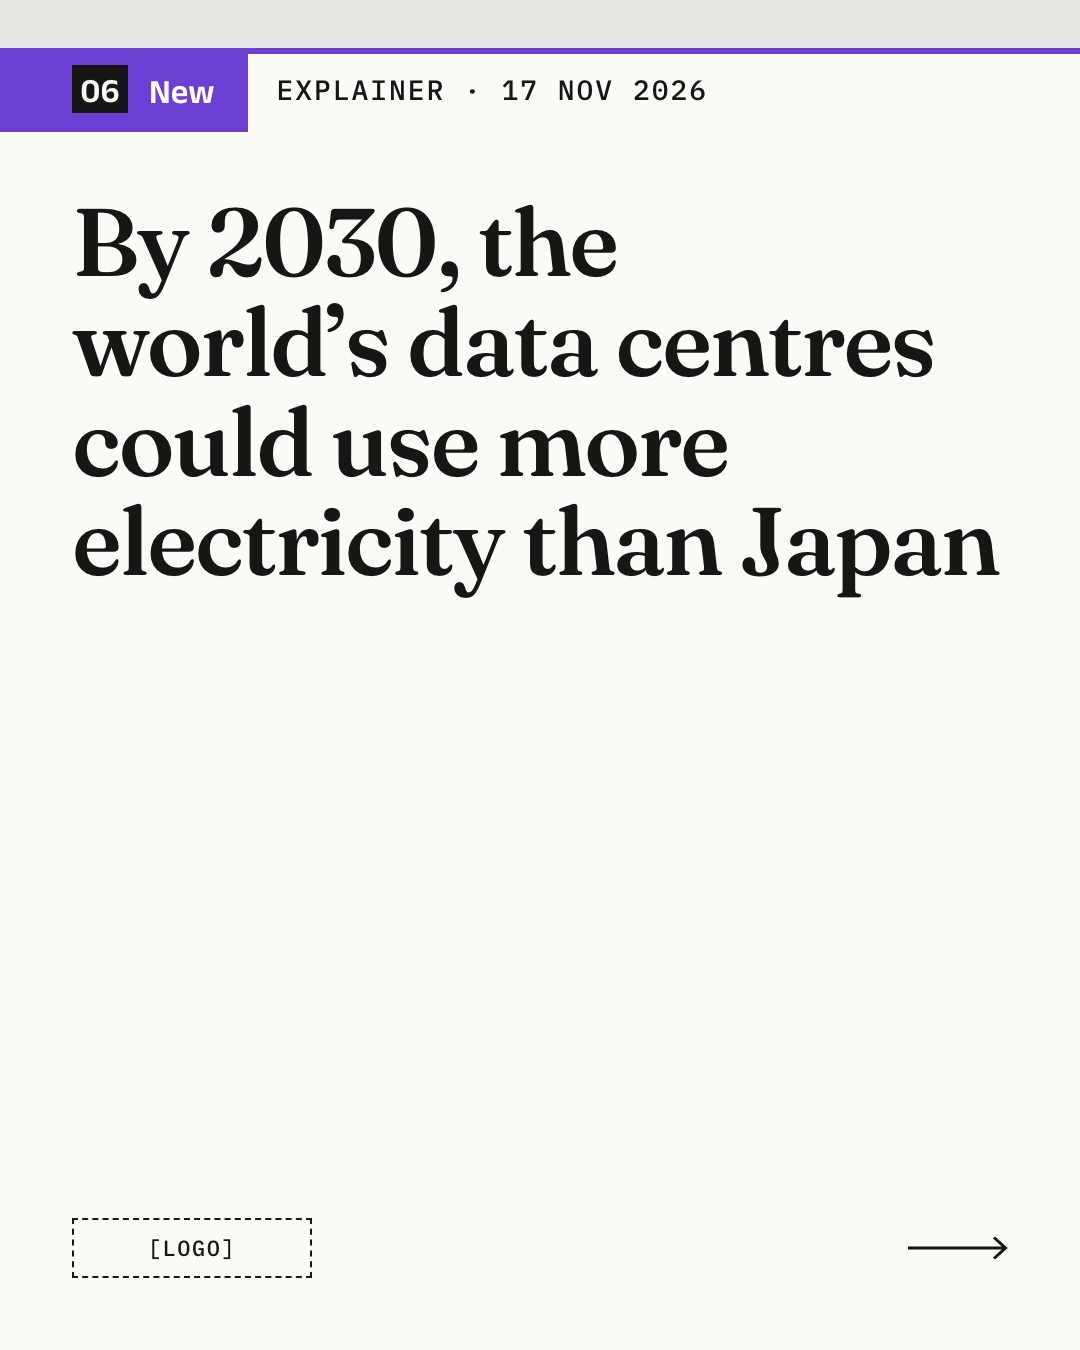 06 New EXPLAINER · 17 NOV 2026
By 2030, the
world’s data centres
could use more
electricity than Japan
[LOGO]